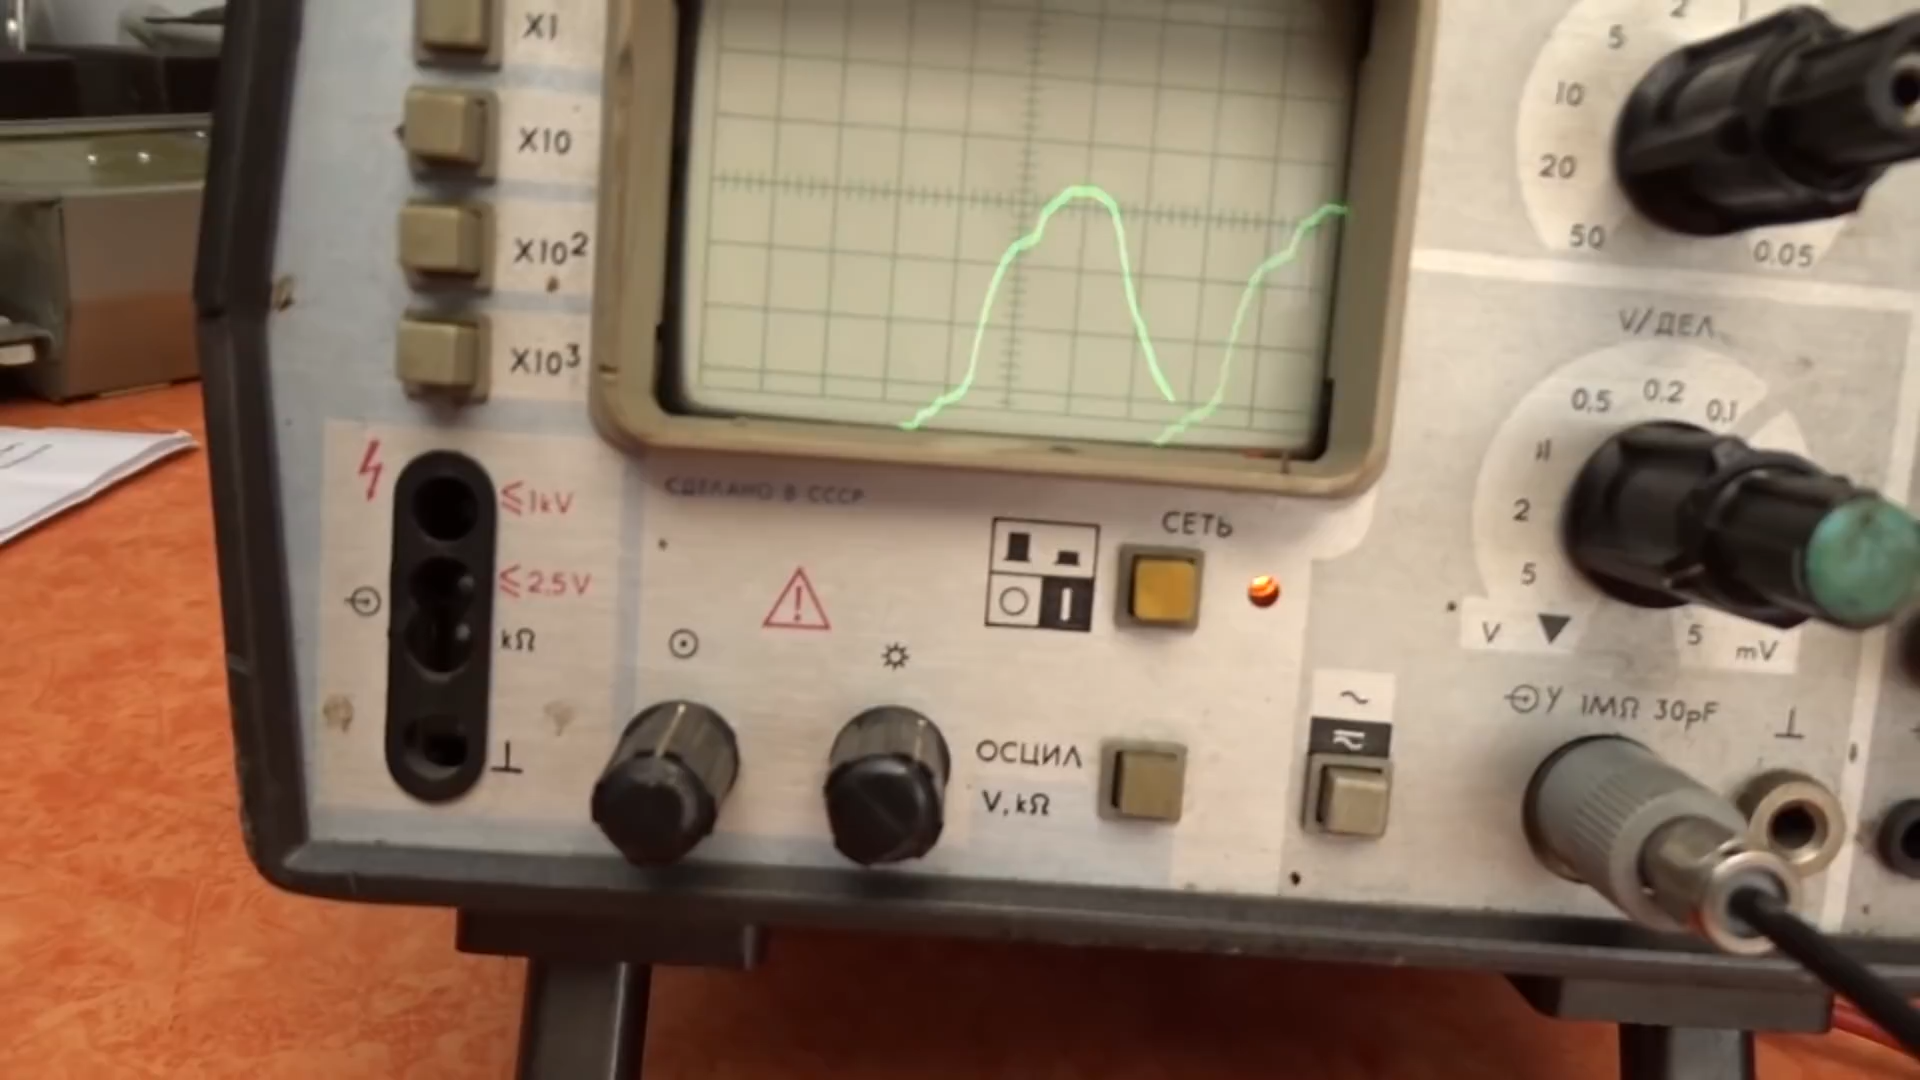 X1
X10
X10²
X10³
≤1kV
≤2.5V
kΩ
СДЕЛАНО В СССР
СЕТЬ
ОСЦИЛ
V, kΩ
2
5
10
20
50
0.05
V/ДЕЛ
0.5 0.2 0.1
1
2
5
V
5 mV
Y 1MΩ 30pF